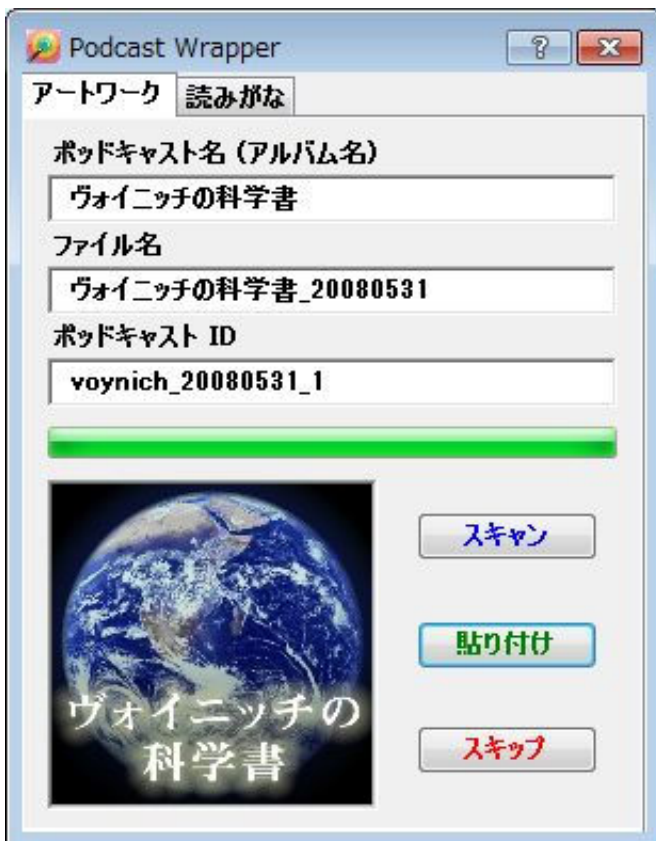 Podcast Wrapper
アートワーク 読みがな
ポッドキャスト名 (アルバム名)
ヴォイニッチの科学書
ファイル名
ヴォイニッチの科学書_20080531
ポッドキャスト ID
voynich_20080531_1
スキャン
貼り付け
スキップ
ヴォイニッチの
科学書